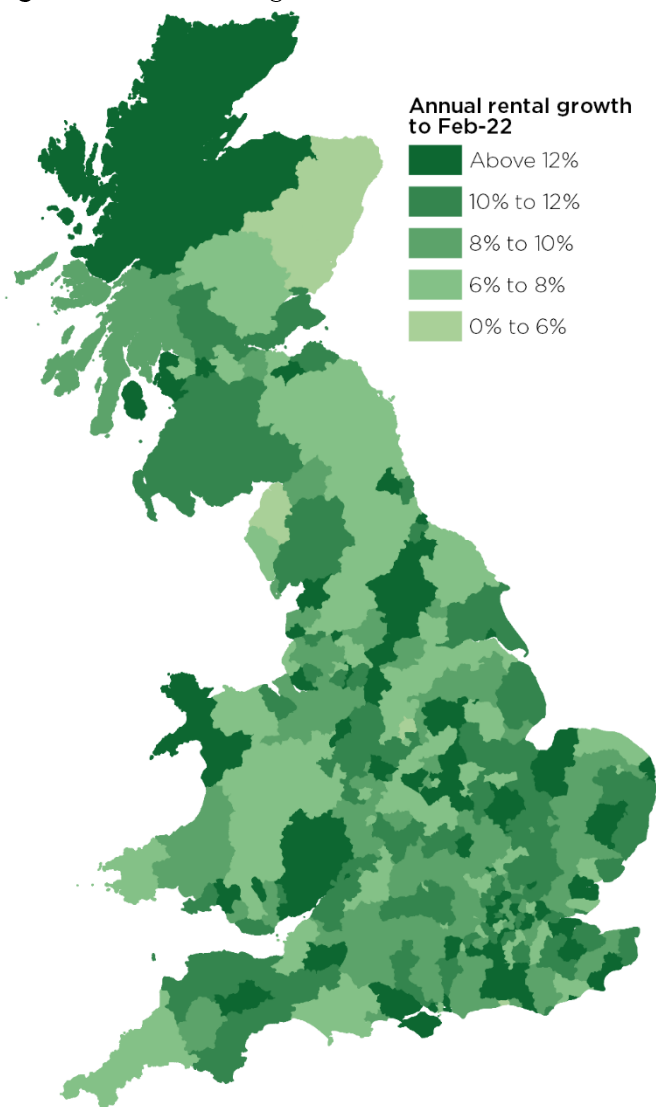 Annual rental growth
to Feb-22
Above 12%
10% to 12%
8% to 10%
6% to 8%
0% to 6%